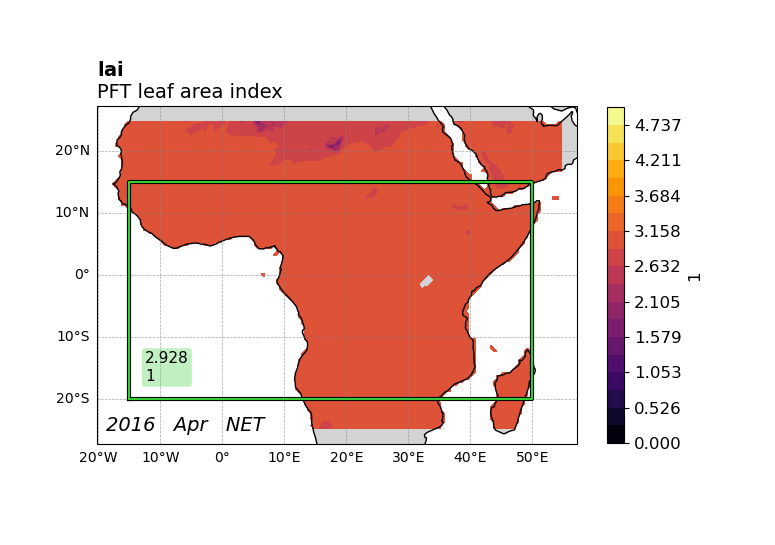 lai
PFT leaf area index
20°N
10°N
0°
10°S
20°S
20°W
10°W
0°
10°E
20°E
30°E
40°E
50°E
2.928
1
2016 Apr NET
4.737
4.211
3.684
3.158
2.632
2.105
1.579
1.053
0.526
0.000
1